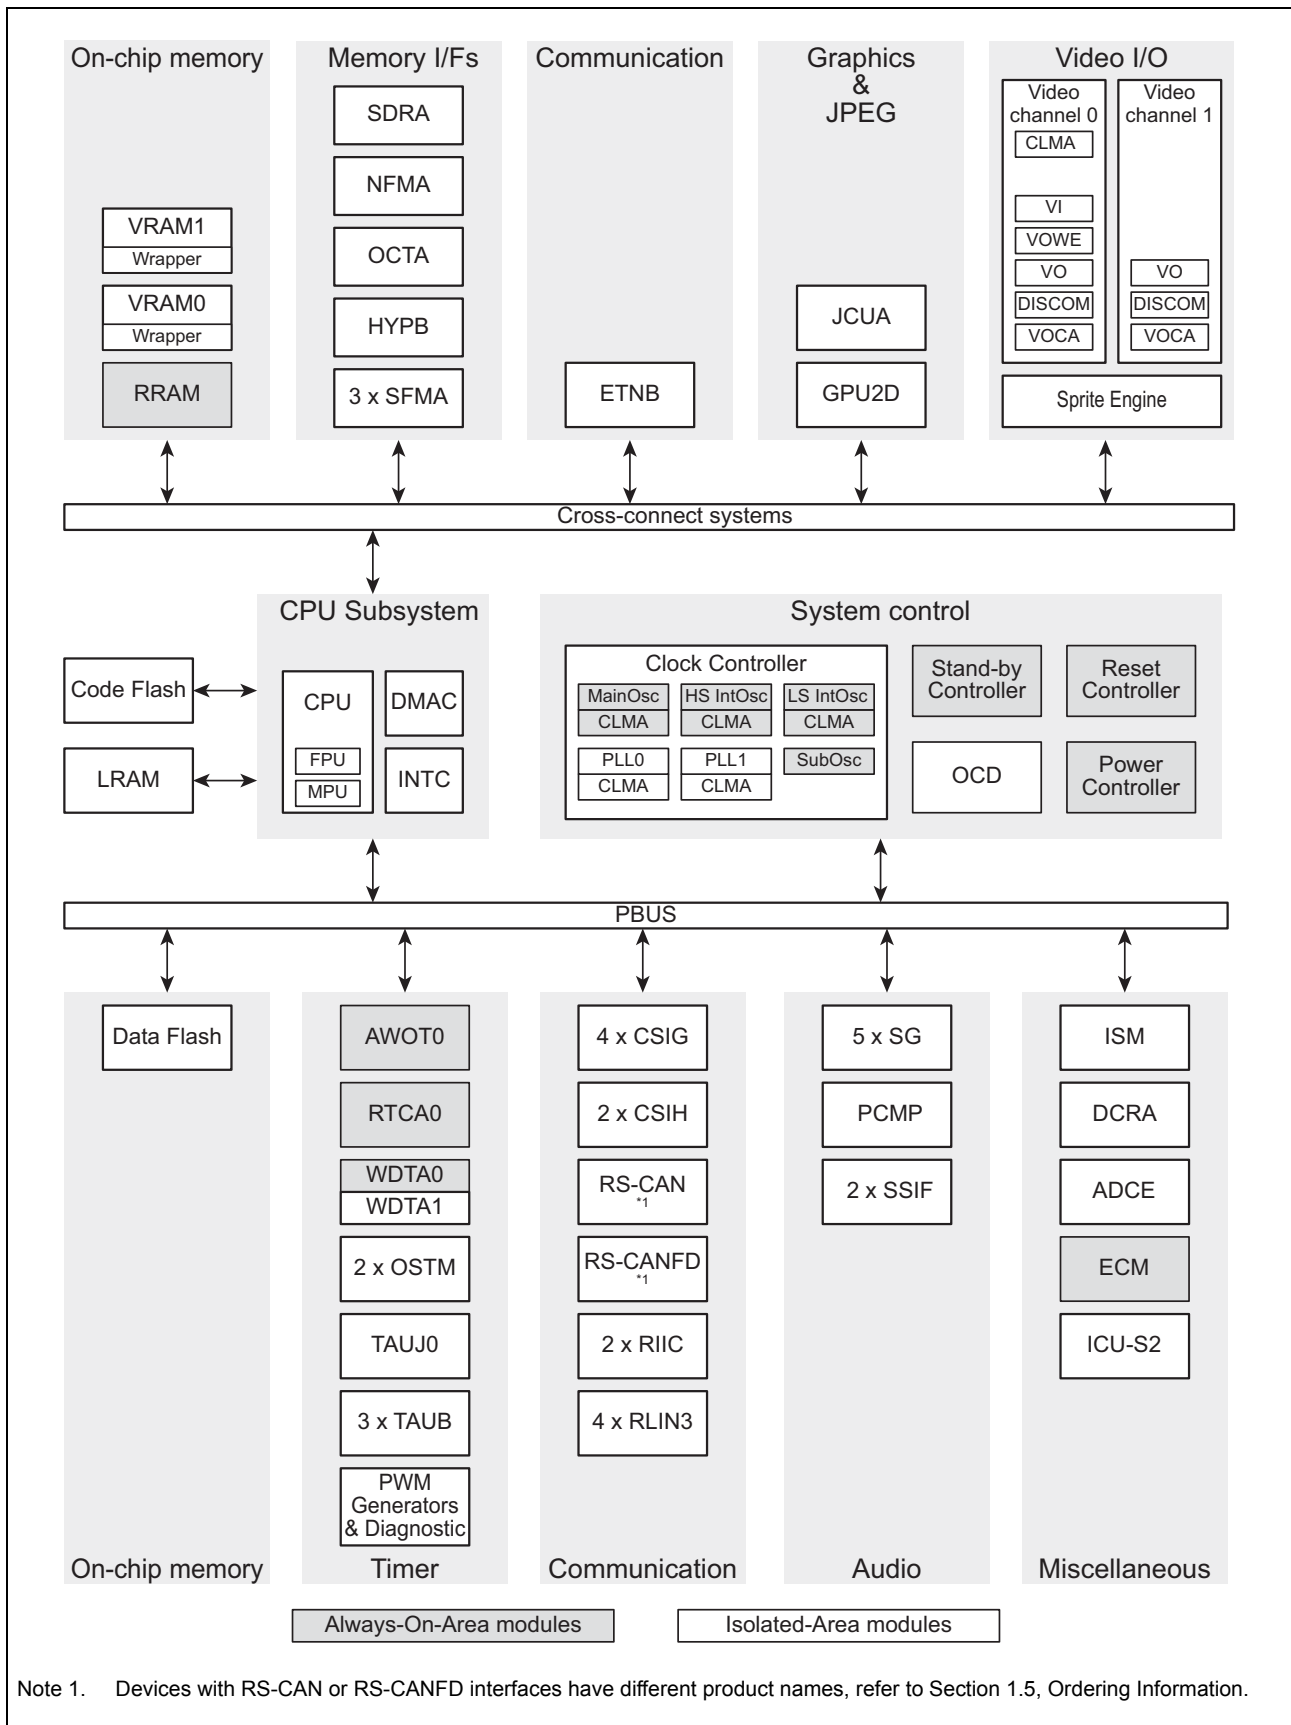 On-chip memory
VRAM1
Wrapper
VRAM0
Wrapper
RRAM
Memory I/Fs
SDRA
NFMA
OCTA
HYPB
3 x SFMA
Communication
ETNB
Graphics
&
JPEG
JCUA
GPU2D
Video I/O
Video
channel 0
CLMA
VI
VOWE
VO
DISCOM
VOCA
Video
channel 1
VO
DISCOM
VOCA
Sprite Engine
Cross-connect systems
Code Flash
LRAM
CPU Subsystem
CPU
FPU
MPU
DMAC
INTC
System control
Clock Controller
MainOsc
CLMA
HS IntOsc
CLMA
LS IntOsc
CLMA
PLL0
CLMA
PLL1
CLMA
SubOsc
Stand-by
Controller
Reset
Controller
OCD
Power
Controller
PBUS
Data Flash
On-chip memory
AWOT0
RTCA0
WDTA0
WDTA1
2 x OSTM
TAUJ0
3 x TAUB
PWM
Generators
& Diagnostic
Timer
4 x CSIG
2 x CSIH
RS-CAN
*1
RS-CANFD
*1
2 x RIIC
4 x RLIN3
Communication
5 x SG
PCMP
2 x SSIF
Audio
ISM
DCRA
ADCE
ECM
ICU-S2
Miscellaneous
Always-On-Area modules
Isolated-Area modules
Note 1. Devices with RS-CAN or RS-CANFD interfaces have different product names, refer to Section 1.5, Ordering Information.